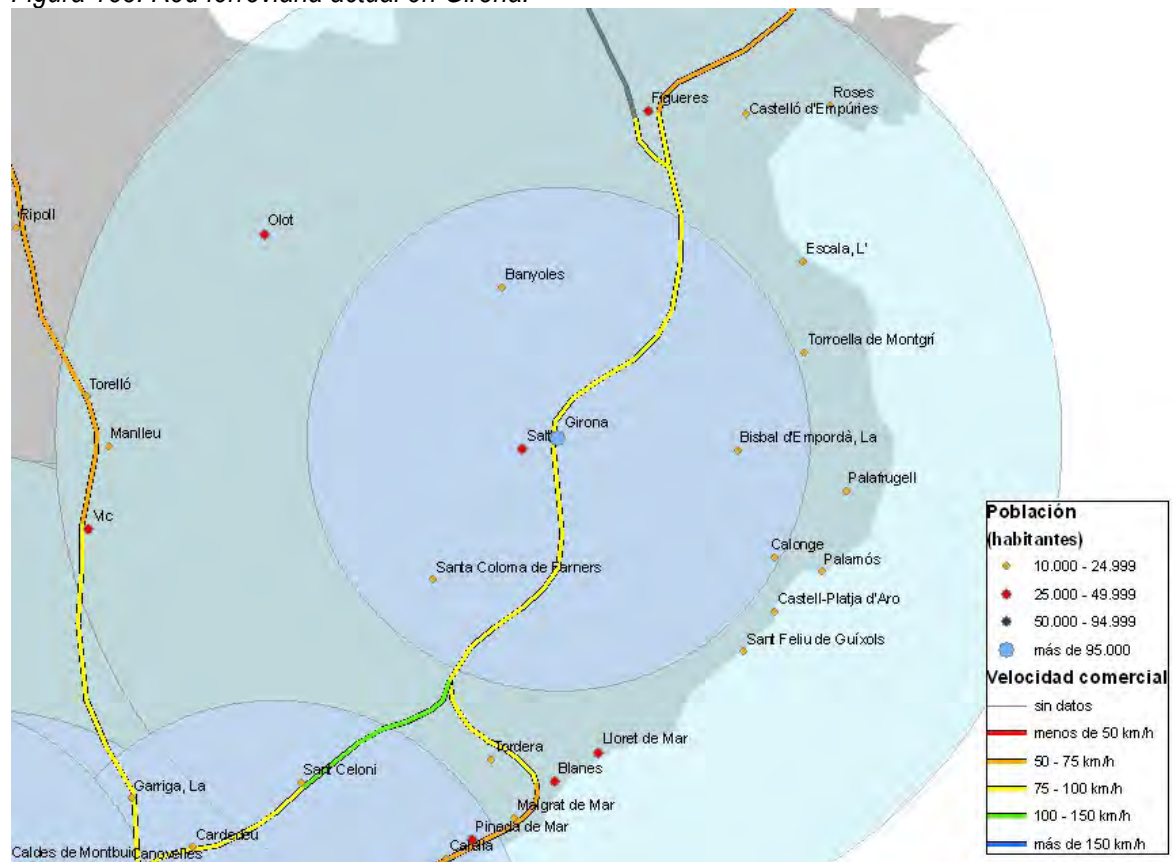 Figura 159. Red ferroviaria actual en Girona.
Figueres
Roses
Castelló d'Empúries
Ripoll
Olot
Escala, L'
Banyoles
Torroella de Montgrí
Torelló
Manlleu
Girona
Salt
Bisbal d'Empordà, La
Palafrugell
Vic
Calonge
Palamós
Santa Coloma de Farners
Castell-Platja d'Aro
Sant Feliu de Guíxols
Lloret de Mar
Tordera
Blanes
Sant Celoni
Garriga, La
Malgrat de Mar
Pineda de Mar
Cardedeu
Calella
Caldes de Montbui
Canovelles
Población
(habitantes)
10.000 - 24.999
25.000 - 49.999
50.000 - 94.999
más de 95.000
Velocidad comercial
sin datos
menos de 50 km/h
50 - 75 km/h
75 - 100 km/h
100 - 150 km/h
más de 150 km/h